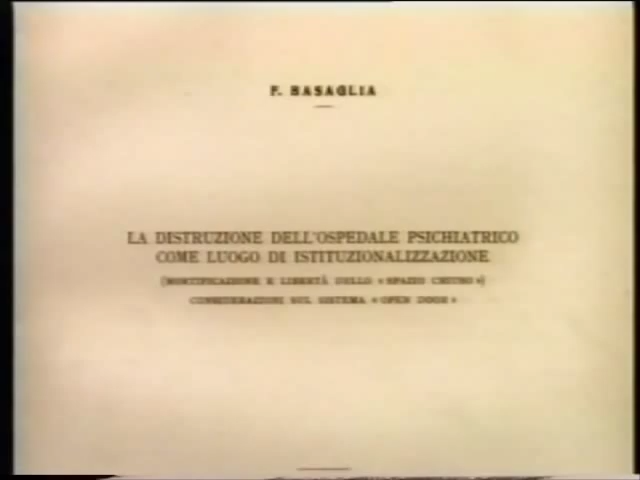 F. BASAGLIA
LA DISTRUZIONE DELL'OSPEDALE PSICHIATRICO
COME LUOGO DI ISTITUZIONALIZZAZIONE
(MORTIFICAZIONE E LIBERTÀ DELLO « SPAZIO CHIUSO »)
CONSIDERAZIONI SUL SISTEMA « OPEN DOOR »